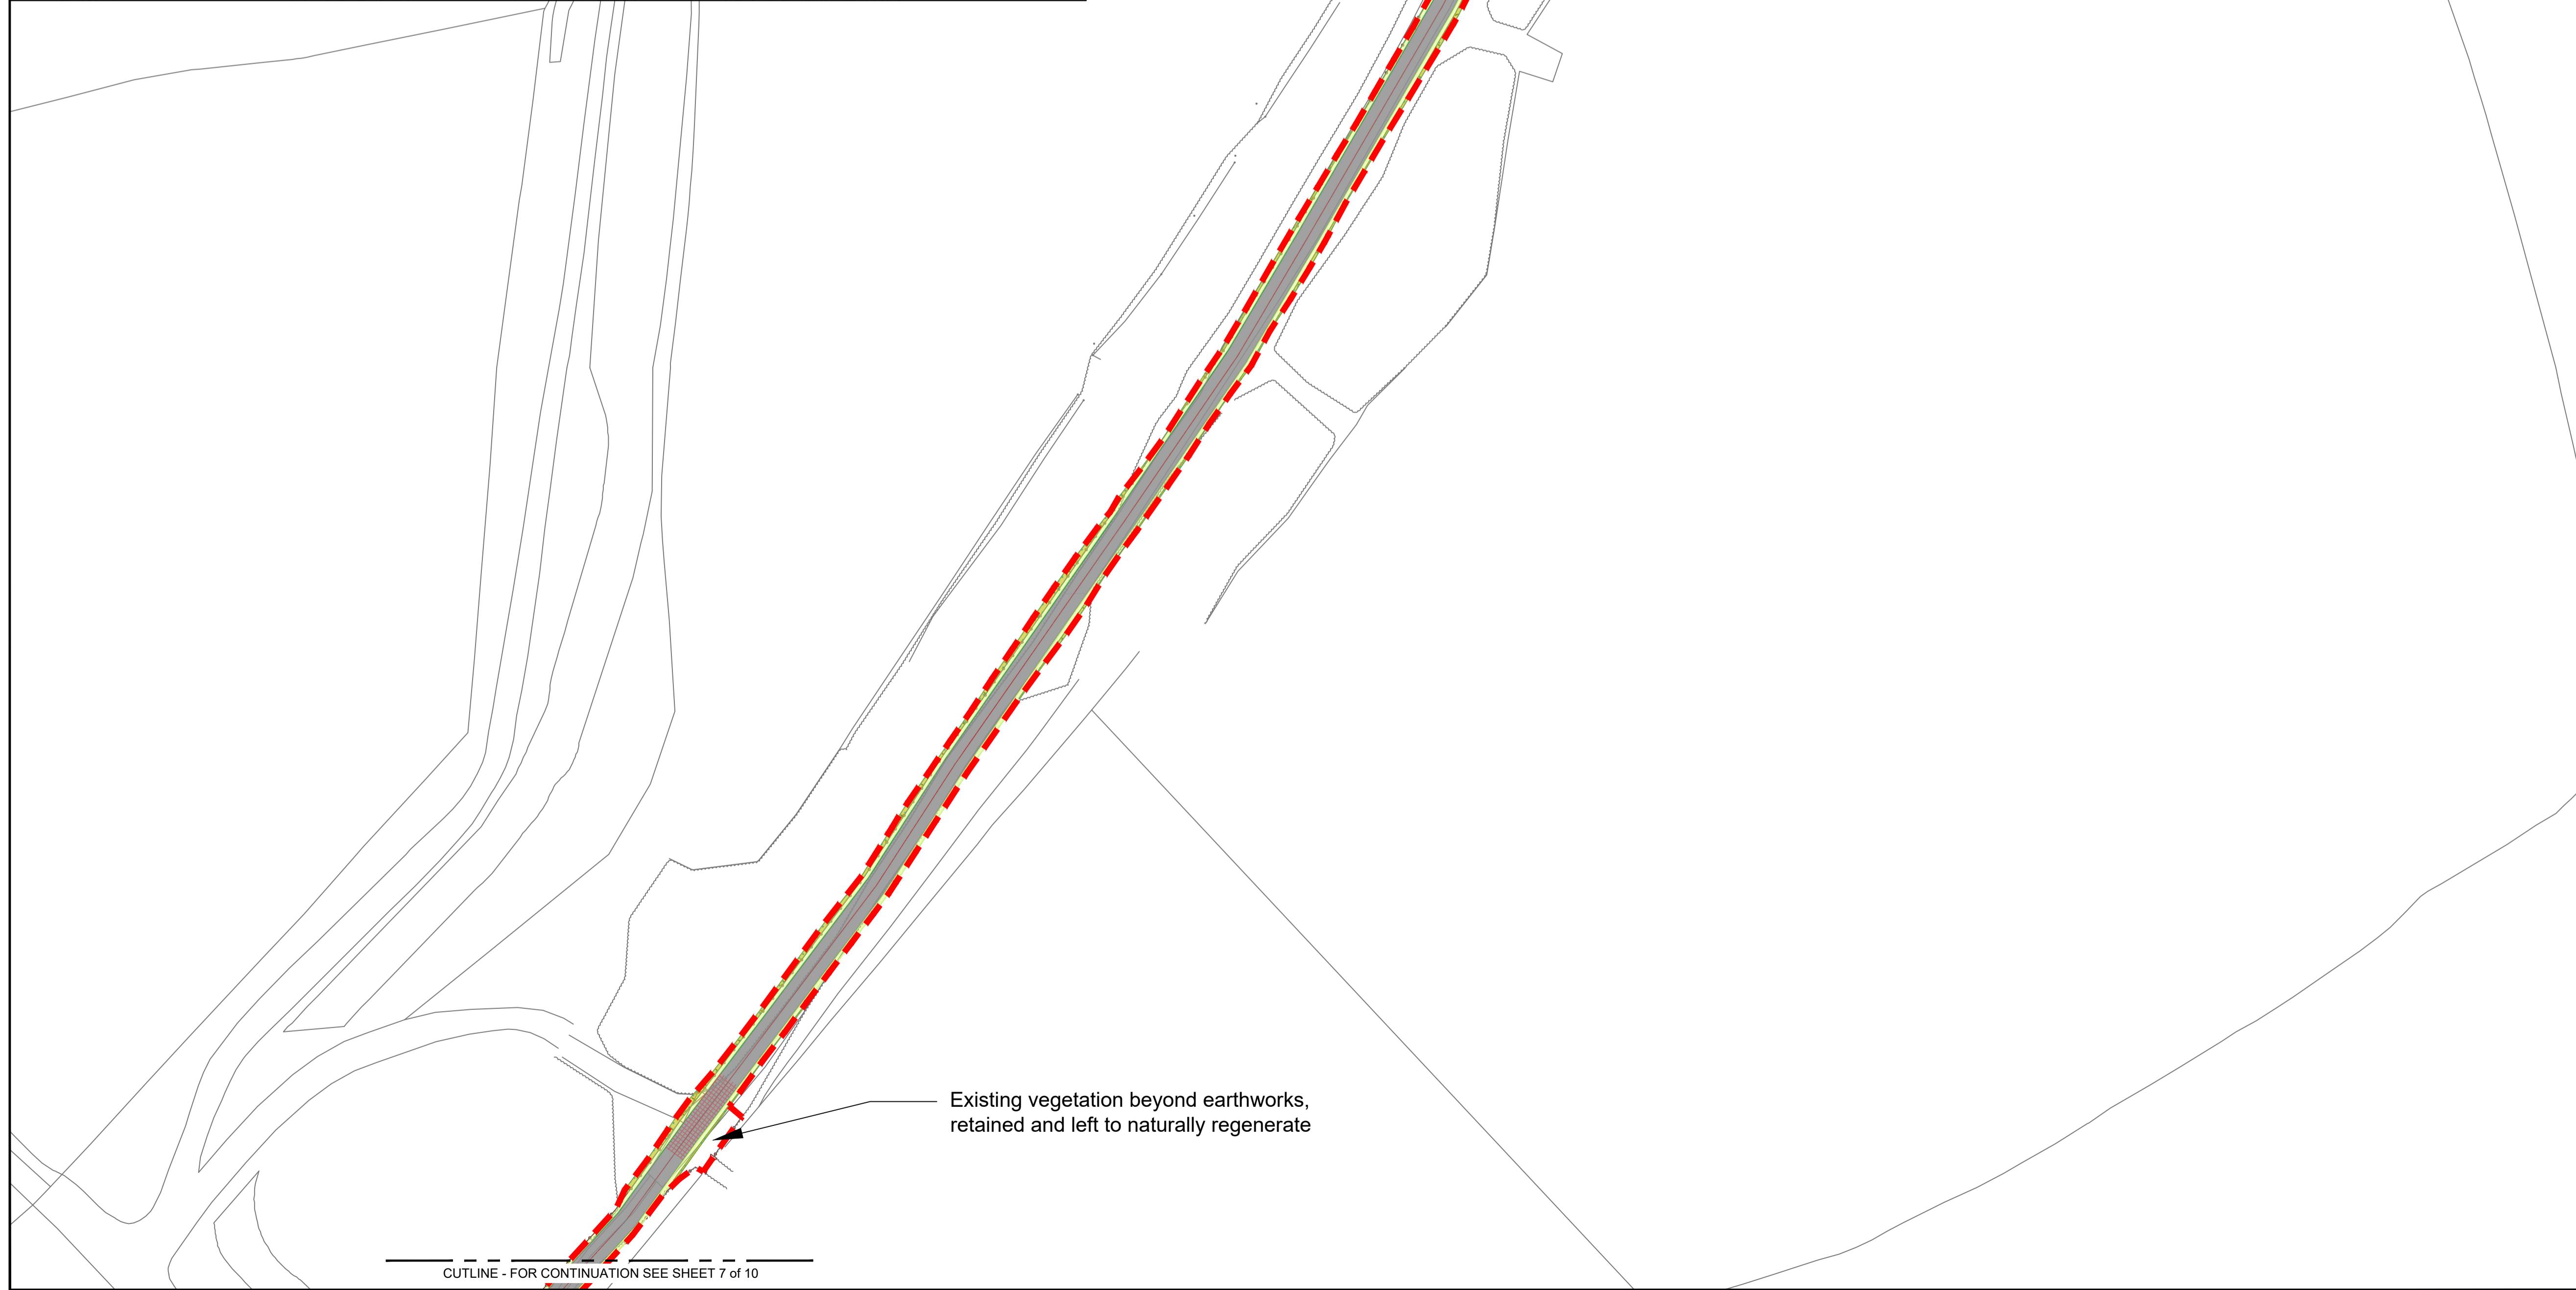 Existing vegetation beyond earthworks,
retained and left to naturally regenerate
CUTLINE - FOR CONTINUATION SEE SHEET 7 of 10